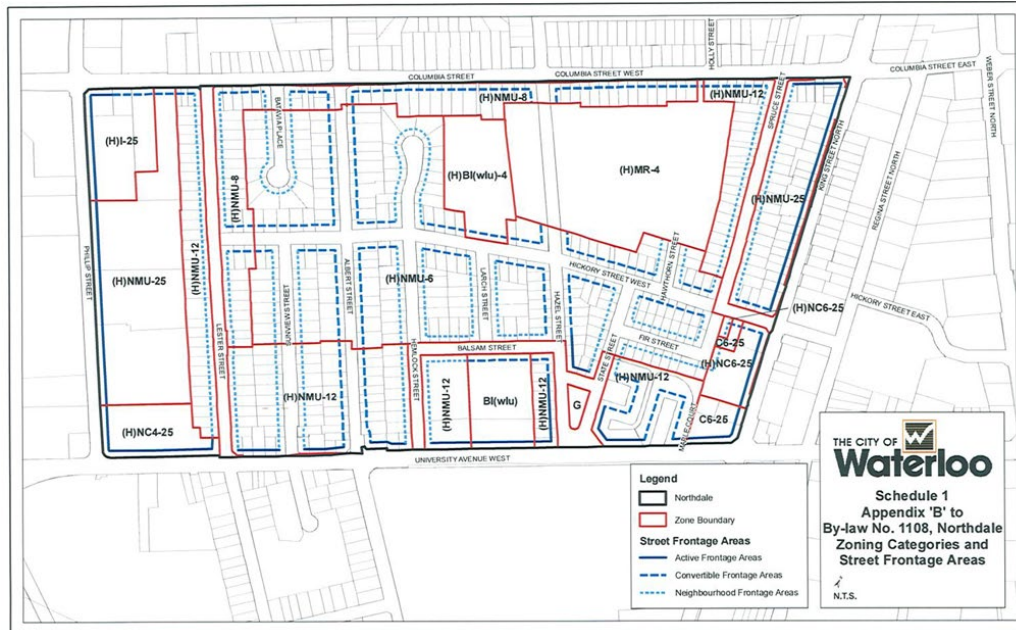 HOLLY STREET
COLUMBIA STREET
COLUMBIA STREET WEST
COLUMBIA STREET EAST
WEBER STREET NORTH
(H)NMU-8
(H)NMU-12
SPRUCE STREET
(H)I-25
(H)BI(wlu)-4
(H)MR-4
KING STREET NORTH
REGINA STREET NORTH
(H)NMU-8
(H)NMU-25
PHILLIP STREET
(H)NMU-25
(H)NMU-12
LESTER STREET
ALBERT STREET
(H)NMU-6
LARCH STREET
HAZEL STREET
HICKORY STREET WEST
HAWTHORN STREET
HICKORY STREET EAST
(H)NC6-25
FIR STREET
C6-25
(H)NC6-25
BALSAM STREET
HEMLOCK STREET
STATE STREET
(H)NMU-12
(H)NMU-12
(H)NMU-12
BI(wlu)
(H)NMU-12
G
C6-25
MAPLE COURT
(H)NC4-25
UNIVERSITY AVENUE WEST
Legend
Northdale
Zone Boundary
Street Frontage Areas
Active Frontage Areas
Convertible Frontage Areas
Neighbourhood Frontage Areas
THE CITY OF
Waterloo
Schedule 1
Appendix 'B' to
By-law No. 1108, Northdale
Zoning Categories and
Street Frontage Areas
N.T.S.